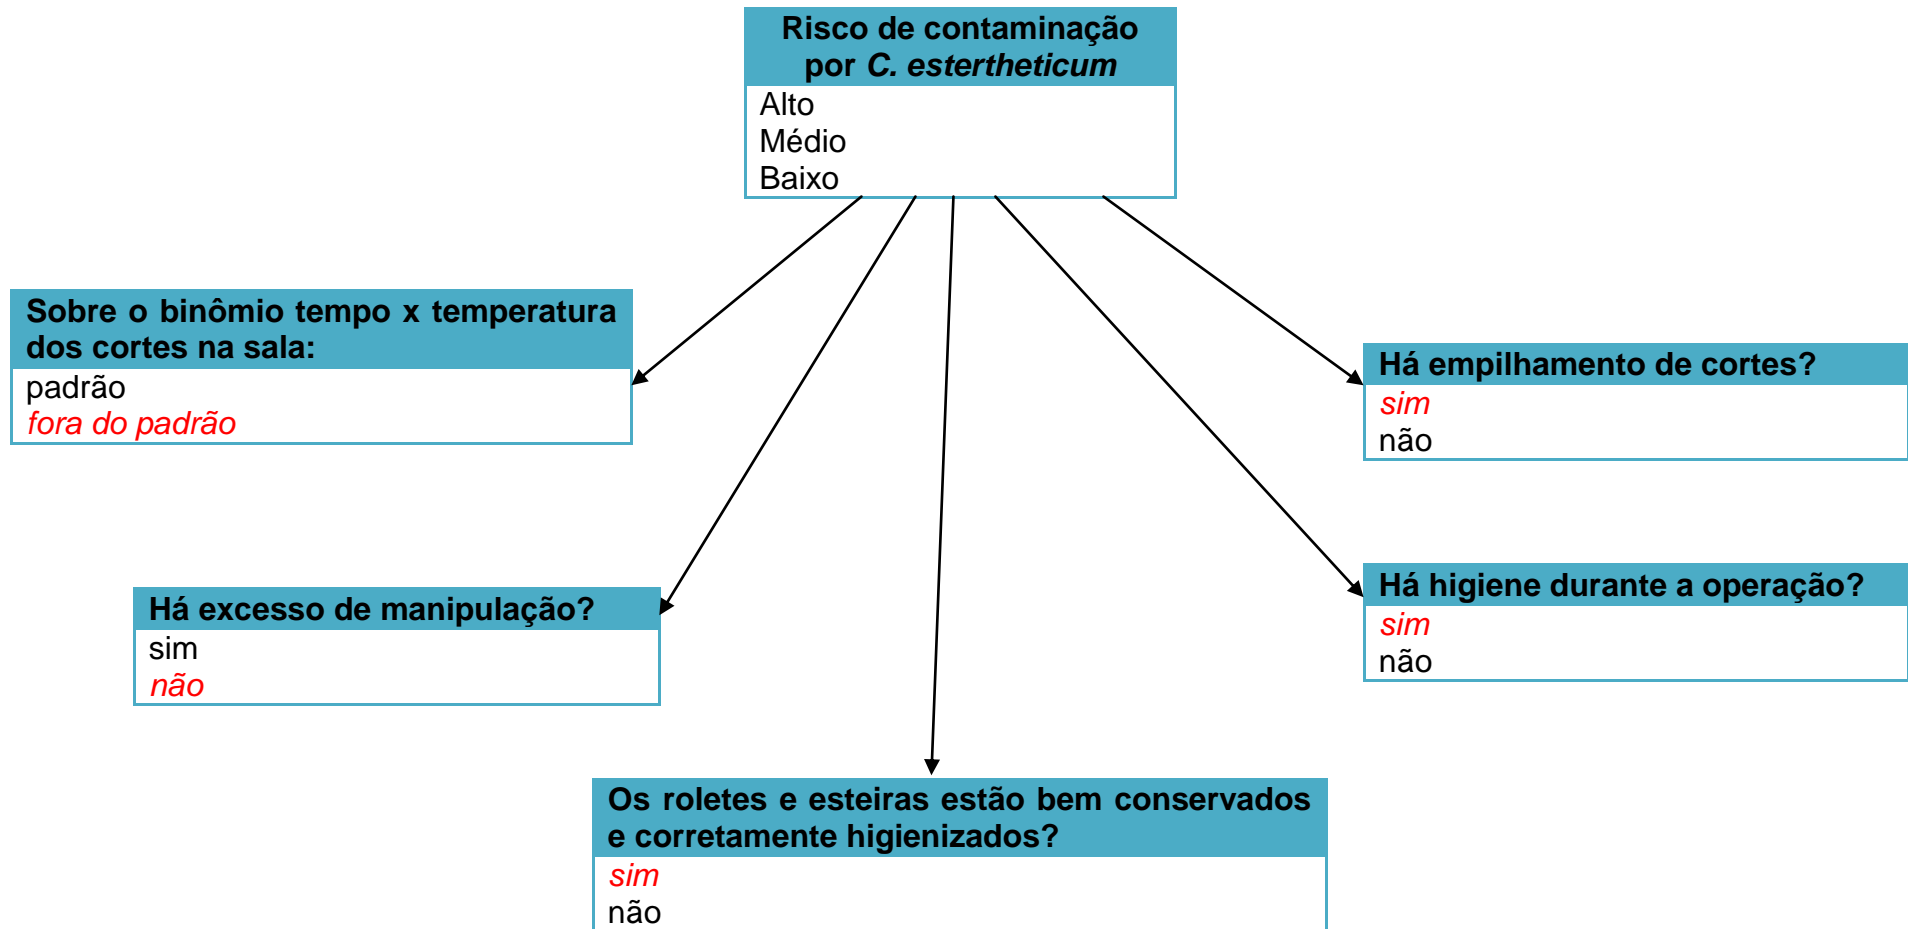 Risco de contaminação
por C. estertheticum
Alto
Médio
Baixo
Sobre o binômio tempo x temperatura
dos cortes na sala:
padrão
fora do padrão
Há empilhamento de cortes?
sim
não
Há excesso de manipulação?
sim
não
Há higiene durante a operação?
sim
não
Os roletes e esteiras estão bem conservados
e corretamente higienizados?
sim
não